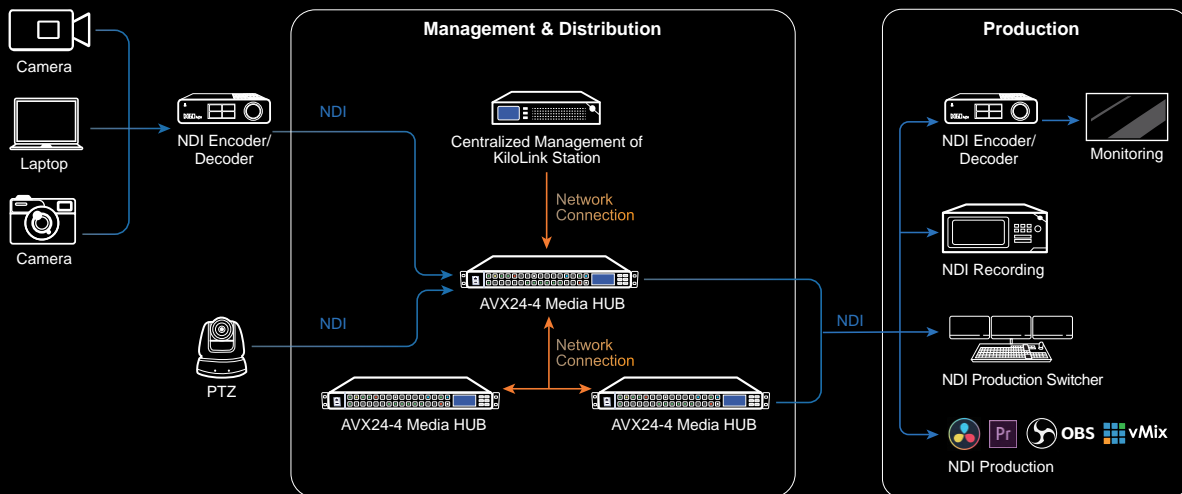 Camera
Laptop
Camera
NDI Encoder/
Decoder
NDI
PTZ
NDI
Management & Distribution
Centralized Management of
KiloLink Station
Network
Connection
AVX24-4 Media HUB
Network
Connection
AVX24-4 Media HUB
AVX24-4 Media HUB
NDI
Production
NDI Encoder/
Decoder
Monitoring
NDI Recording
NDI Production Switcher
Pr
OBS
vMix
NDI Production